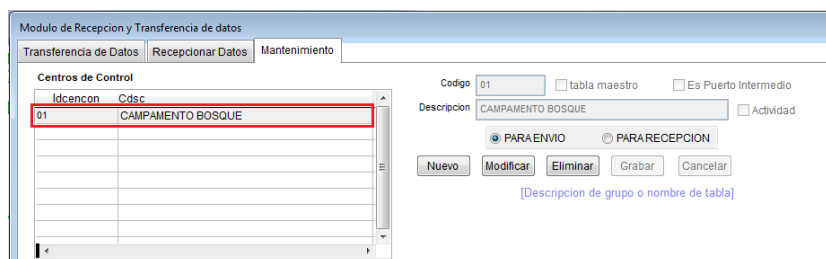 Modulo de Recepcion y Transferencia de datos
Transferencia de Datos Recepcionar Datos Mantenimiento
Centros de Control
Idcencon Cdsc
01 CAMPAMENTO BOSQUE
Codigo 01 tabla maestro Es Puerto Intermedio
Descripcion CAMPAMENTO BOSQUE Actividad
PARA ENVIO PARA RECEPCION
Nuevo Modificar Eliminar Grabar Cancelar
[Descripcion de grupo o nombre de tabla]